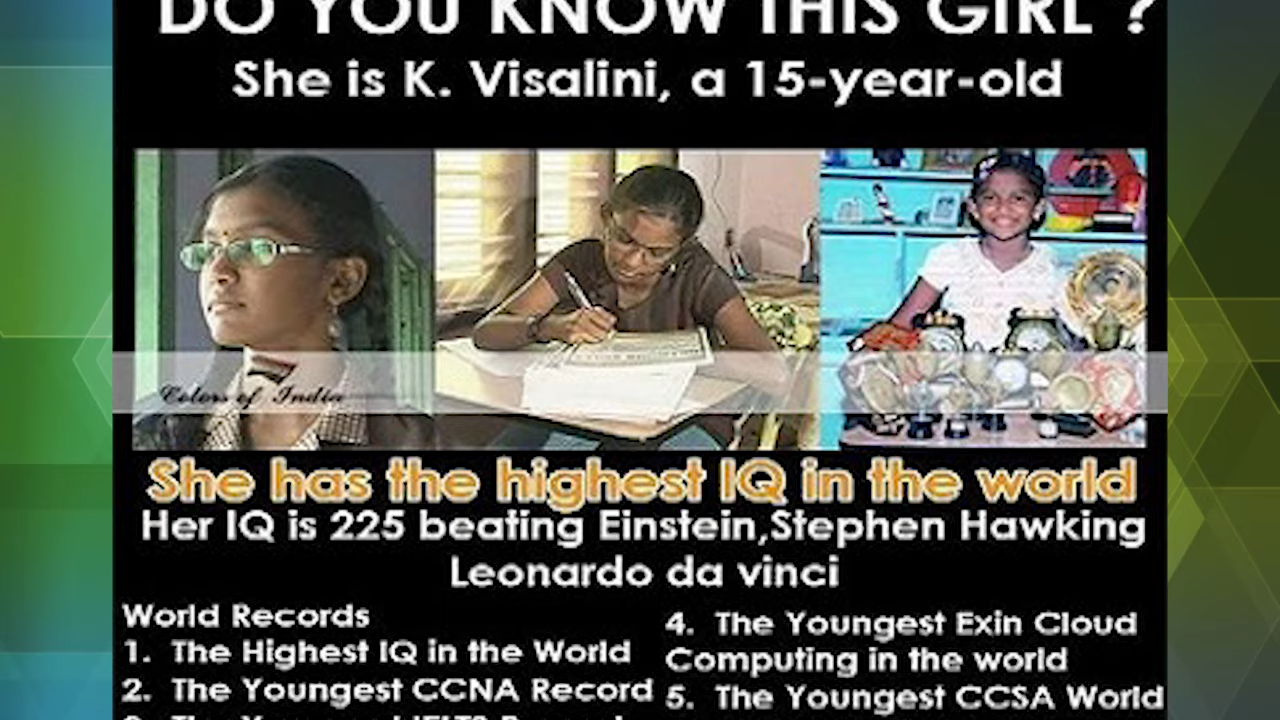 DO YOU KNOW THIS GIRL ?
She is K. Visalini, a 15-year-old
Colors of India
She has the highest IQ in the world
Her IQ is 225 beating Einstein,Stephen Hawking
Leonardo da vinci
World Records
1. The Highest IQ in the World
2. The Youngest CCNA Record
4. The Youngest Exin Cloud
Computing in the world
5. The Youngest CCSA World